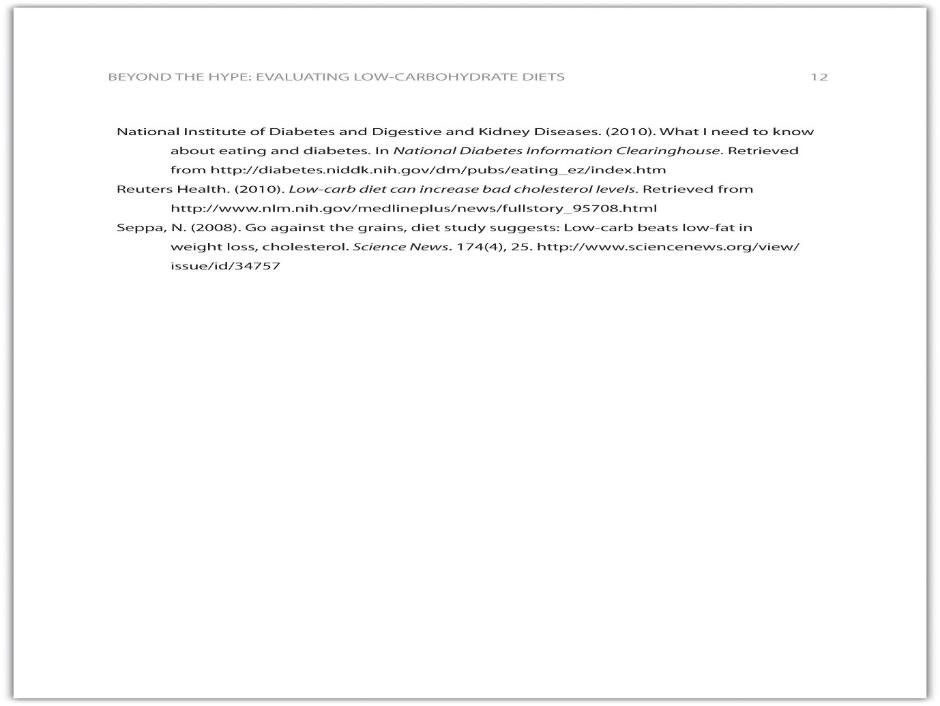 BEYOND THE HYPE: EVALUATING LOW-CARBOHYDRATE DIETS 12
National Institute of Diabetes and Digestive and Kidney Diseases. (2010). What I need to know
about eating and diabetes. In National Diabetes Information Clearinghouse. Retrieved
from http://diabetes.niddk.nih.gov/dm/pubs/eating_ez/index.htm
Reuters Health. (2010). Low-carb diet can increase bad cholesterol levels. Retrieved from
http://www.nlm.nih.gov/medlineplus/news/fullstory_95708.html
Seppa, N. (2008). Go against the grains, diet study suggests: Low-carb beats low-fat in
weight loss, cholesterol. Science News. 174(4), 25. http://www.sciencenews.org/view/
issue/id/34757